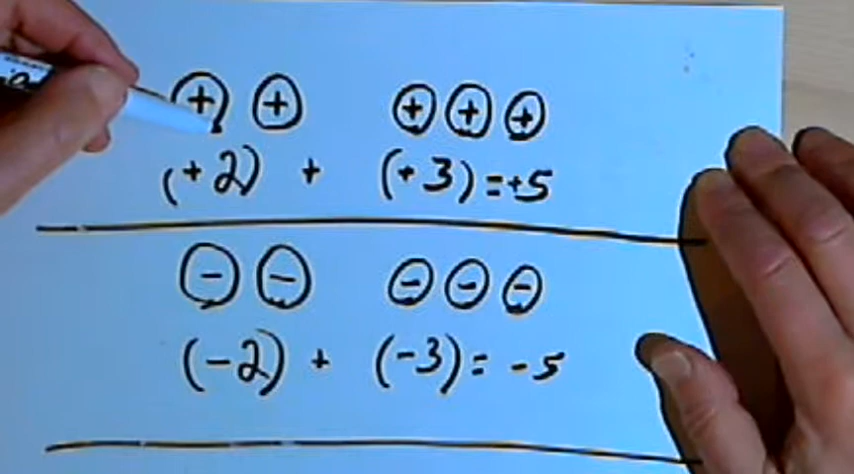 ⊕ ⊕ ⊕ ⊕ ⊕
(+2) + (+3) = +5
⊖ ⊖ ⊖ ⊖ ⊖
(-2) + (-3) = -5